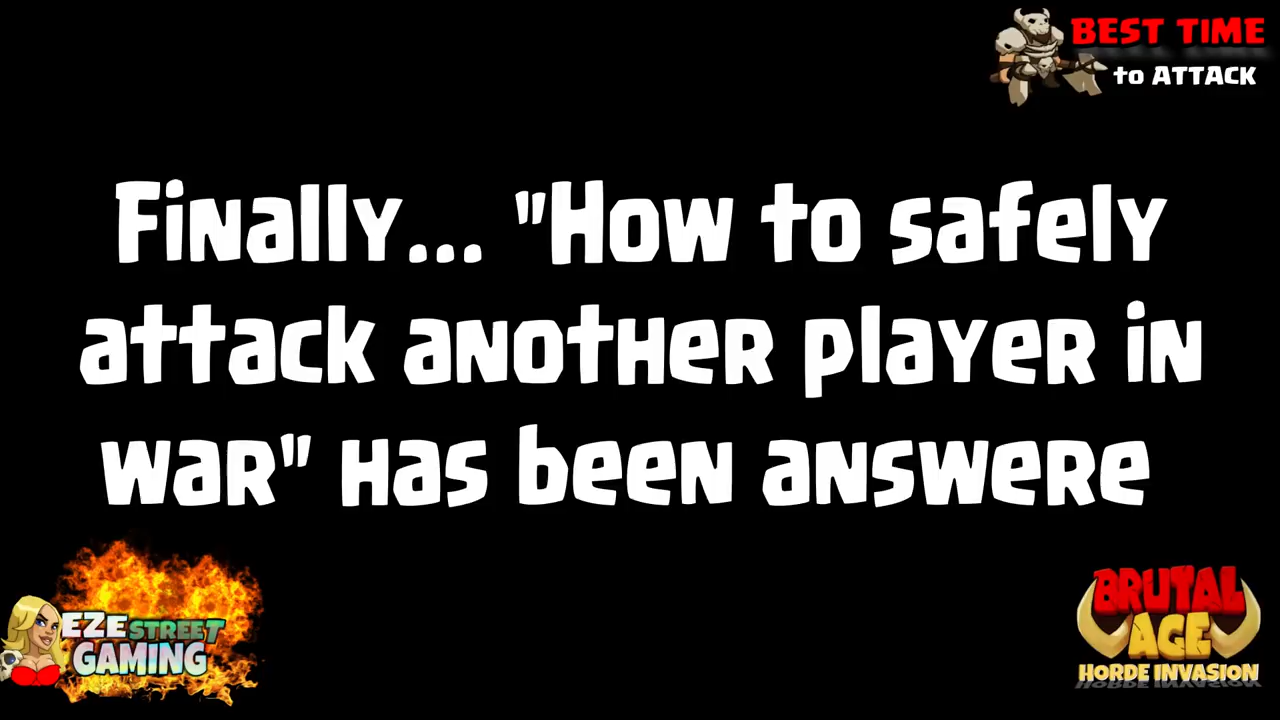 BEST TIME
to ATTACK
Finally... "How to safely
attack another player in
war" has been answere
EZE STREET
GAMING
BRUTAL
AGE
HORDE INVASION